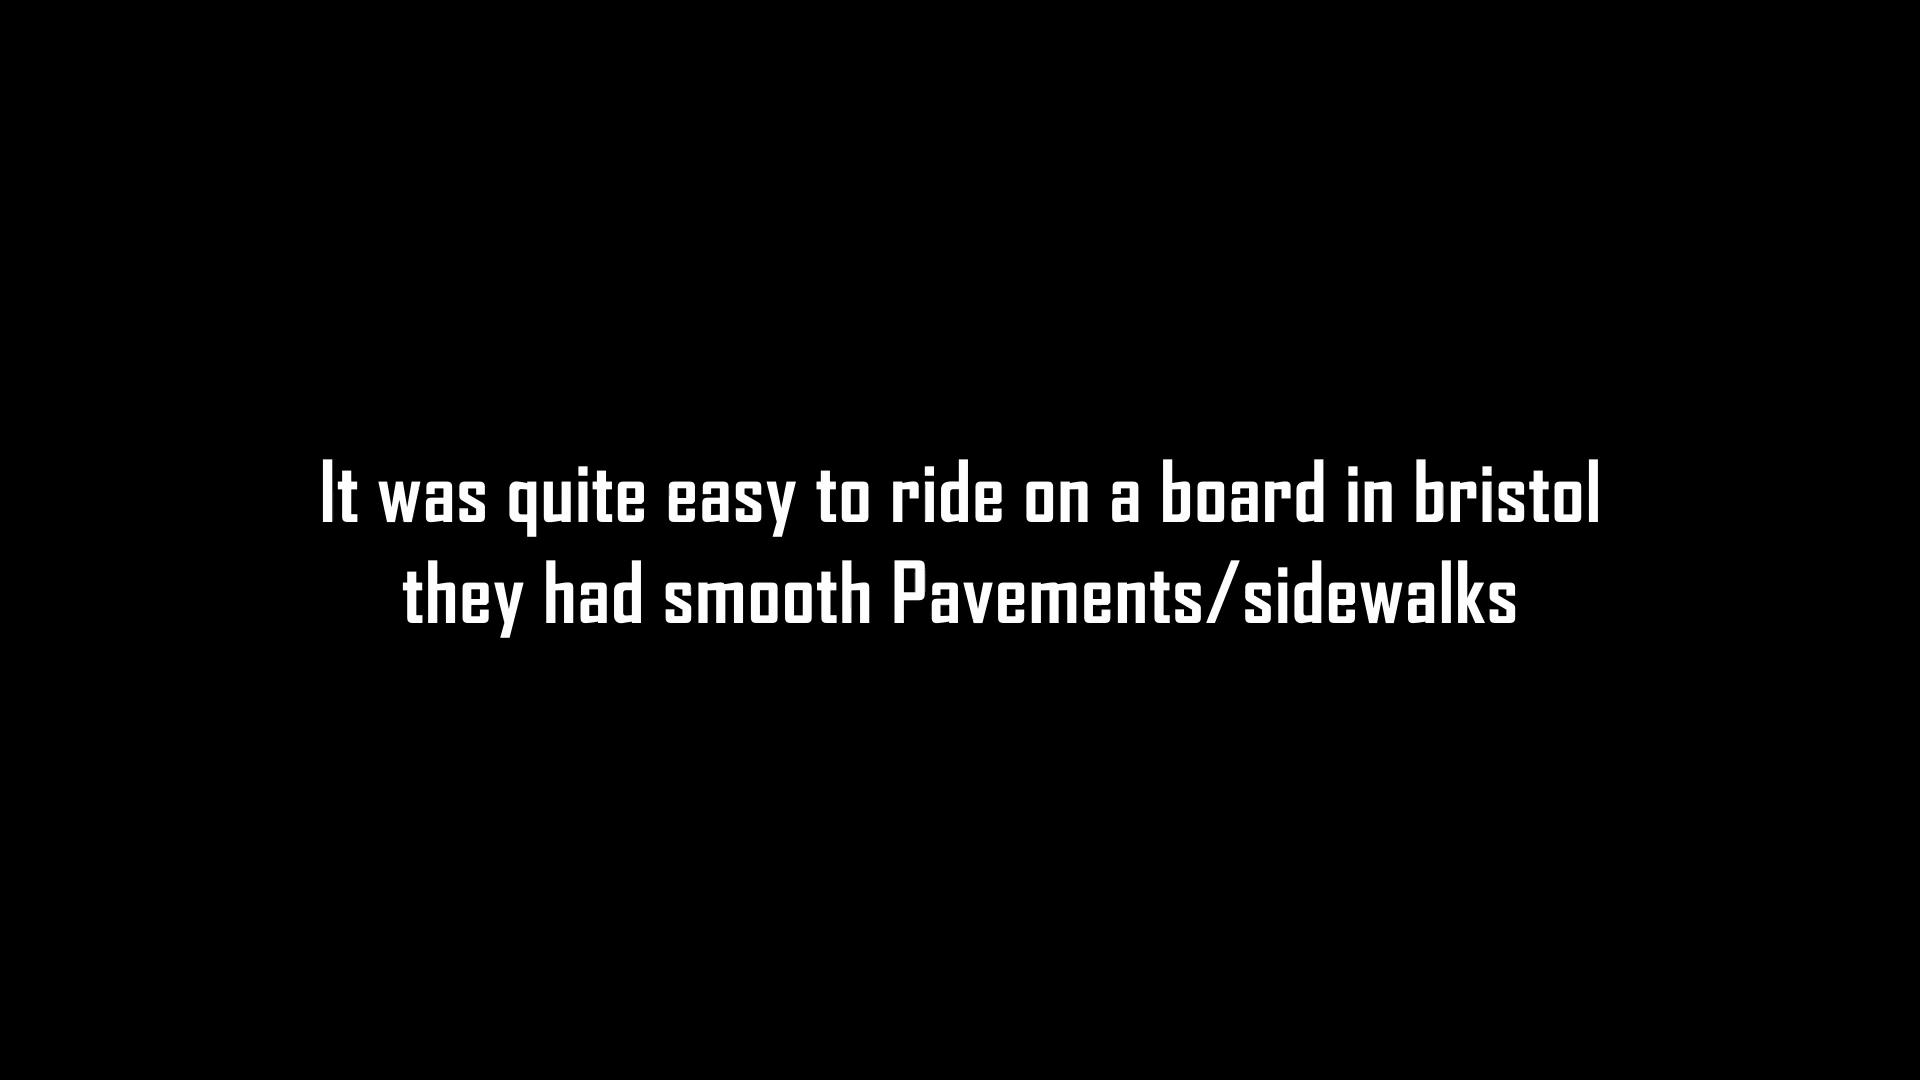 It was quite easy to ride on a board in bristol
they had smooth Pavements/sidewalks